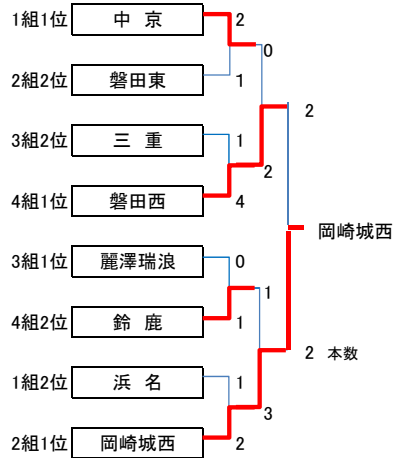 1組1位 中 京 2
0
2組2位 磐田東 1
2
3組2位 三 重 1
2
4組1位 磐田西 4
岡崎城西
3組1位 麗澤瑞浪 0
1
4組2位 鈴 鹿 1
2 本数
1組2位 浜 名 1
3
2組1位 岡崎城西 2